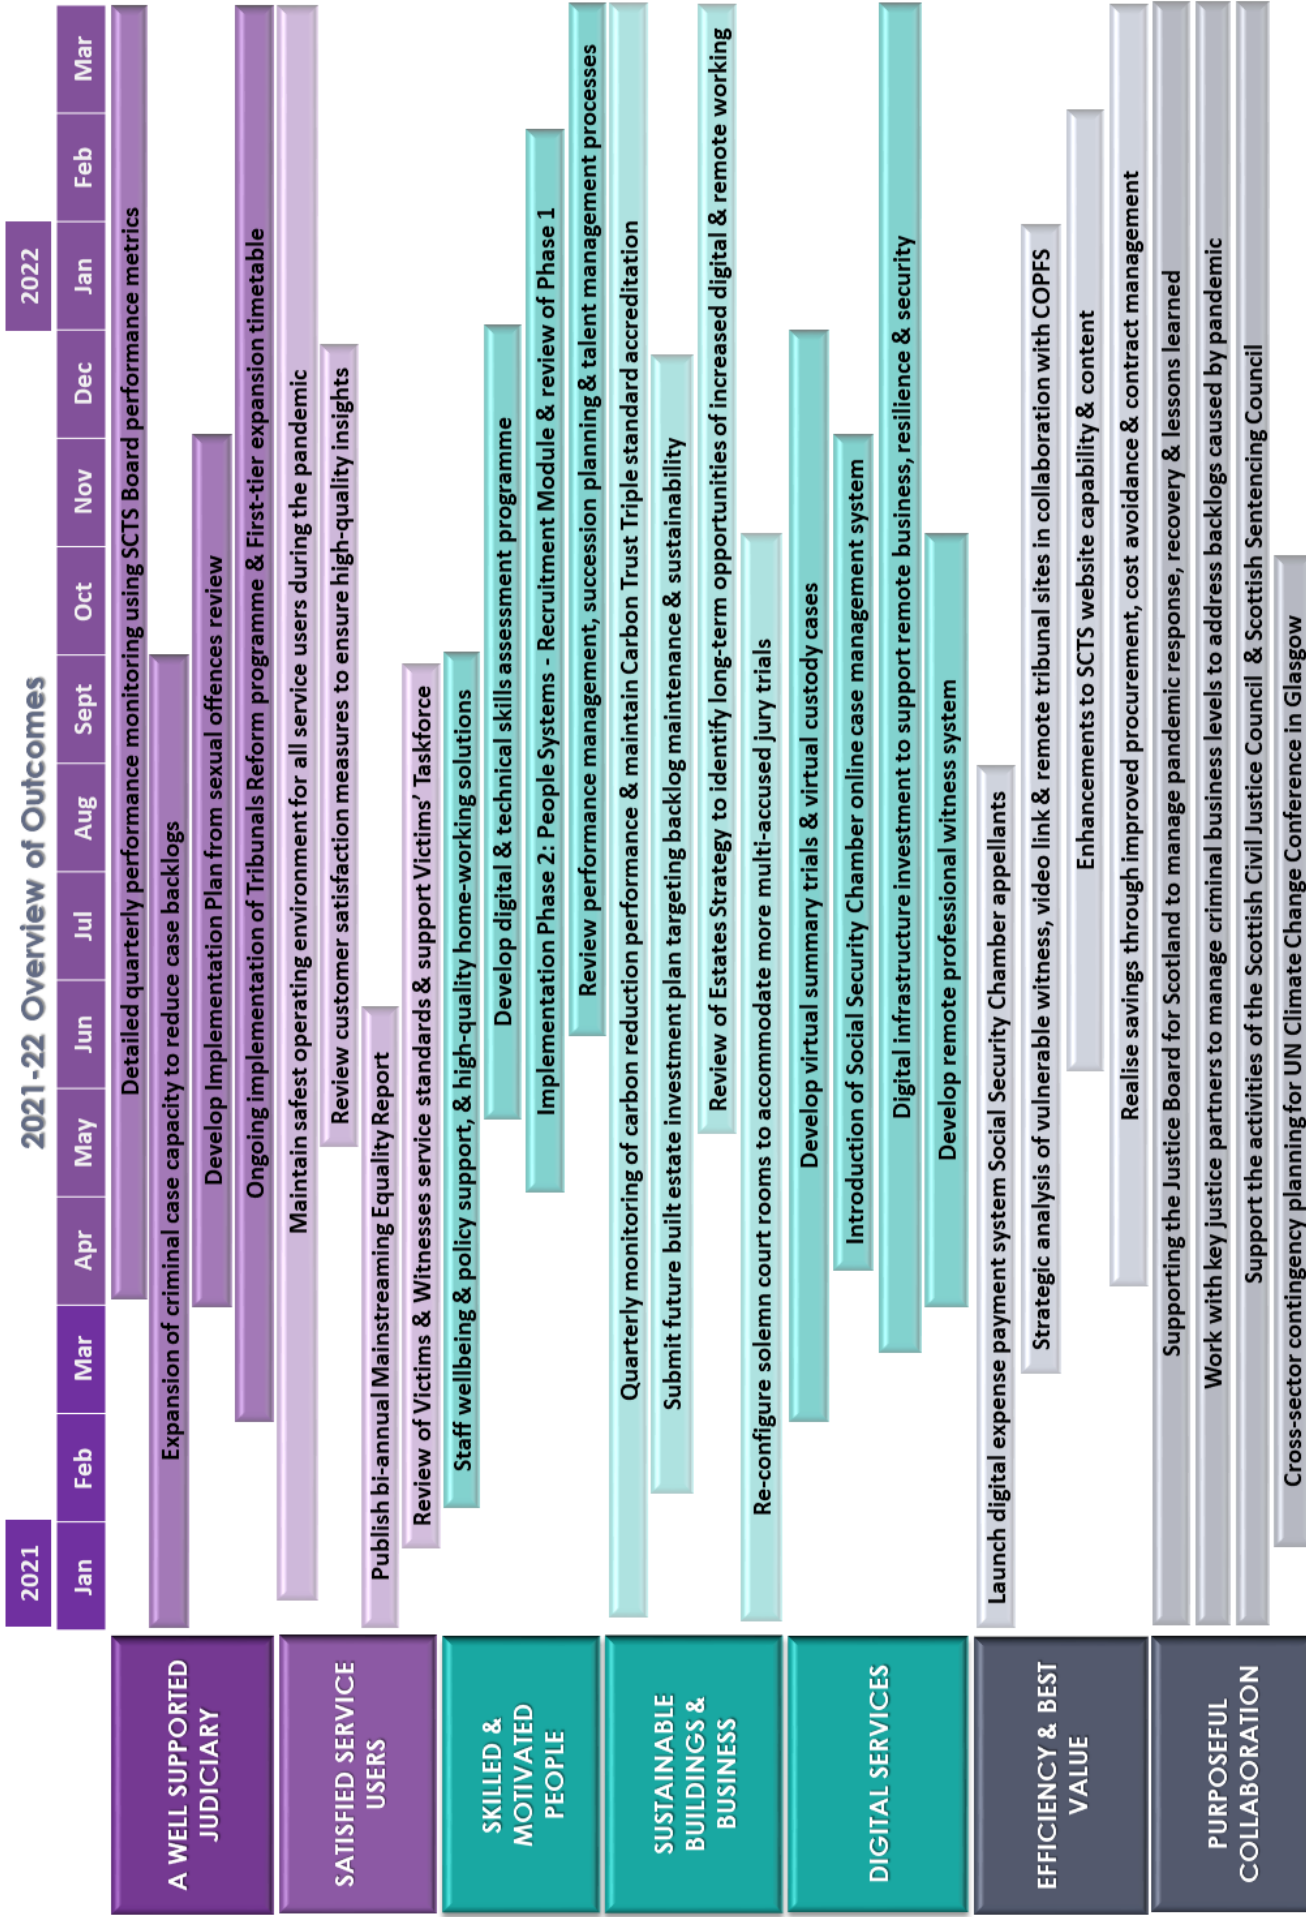 2021-22 Overview of Outcomes
2021
2022
Jan
Feb
Mar
Apr
May
Jun
Jul
Aug
Sept
Oct
Nov
Dec
Jan
Feb
Mar
A WELL SUPPORTED
JUDICIARY
Detailed quarterly performance monitoring using SCTS Board performance metrics
Expansion of criminal case capacity to reduce case backlogs
Develop Implementation Plan from sexual offences review
Ongoing implementation of Tribunals Reform programme & First-tier expansion timetable
SATISFIED SERVICE
USERS
Maintain safest operating environment for all service users during the pandemic
Review customer satisfaction measures to ensure high-quality insights
Publish bi-annual Mainstreaming Equality Report
Review of Victims & Witnesses service standards & support Victims' Taskforce
SKILLED &
MOTIVATED
PEOPLE
Staff wellbeing & policy support, & high-quality home-working solutions
Develop digital & technical skills assessment programme
Implementation Phase 2: People Systems - Recruitment Module & review of Phase 1
Review performance management, succession planning & talent management processes
SUSTAINABLE
BUILDINGS &
BUSINESS
Quarterly monitoring of carbon reduction performance & maintain Carbon Trust Triple standard accreditation
Submit future built estate investment plan targeting backlog maintenance & sustainability
Review of Estates Strategy to identify long-term opportunities of increased digital & remote working
Re-configure solemn court rooms to accommodate more multi-accused jury trials
DIGITAL SERVICES
Develop virtual summary trials & virtual custody cases
Introduction of Social Security Chamber online case management system
Digital infrastructure investment to support remote business, resilience & security
Develop remote professional witness system
EFFICIENCY & BEST
VALUE
Launch digital expense payment system Social Security Chamber appellants
Strategic analysis of vulnerable witness, video link & remote tribunal sites in collaboration with COPFS
Enhancements to SCTS website capability & content
Realise savings through improved procurement, cost avoidance & contract management
PURPOSEFUL
COLLABORATION
Supporting the Justice Board for Scotland to manage pandemic response, recovery & lessons learned
Work with key justice partners to manage criminal business levels to address backlogs caused by pandemic
Support the activities of the Scottish Civil Justice Council & Scottish Sentencing Council
Cross-sector contingency planning for UN Climate Change Conference in Glasgow